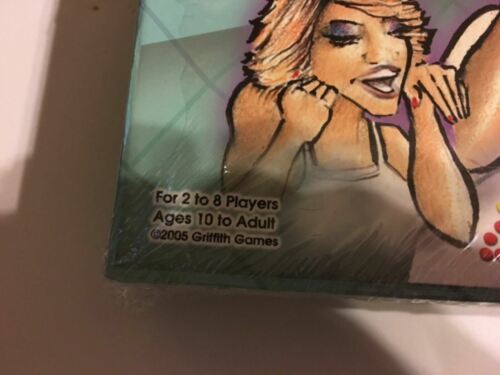 For 2 to 8 Players
Ages 10 to Adult
©2005 Griffith Games